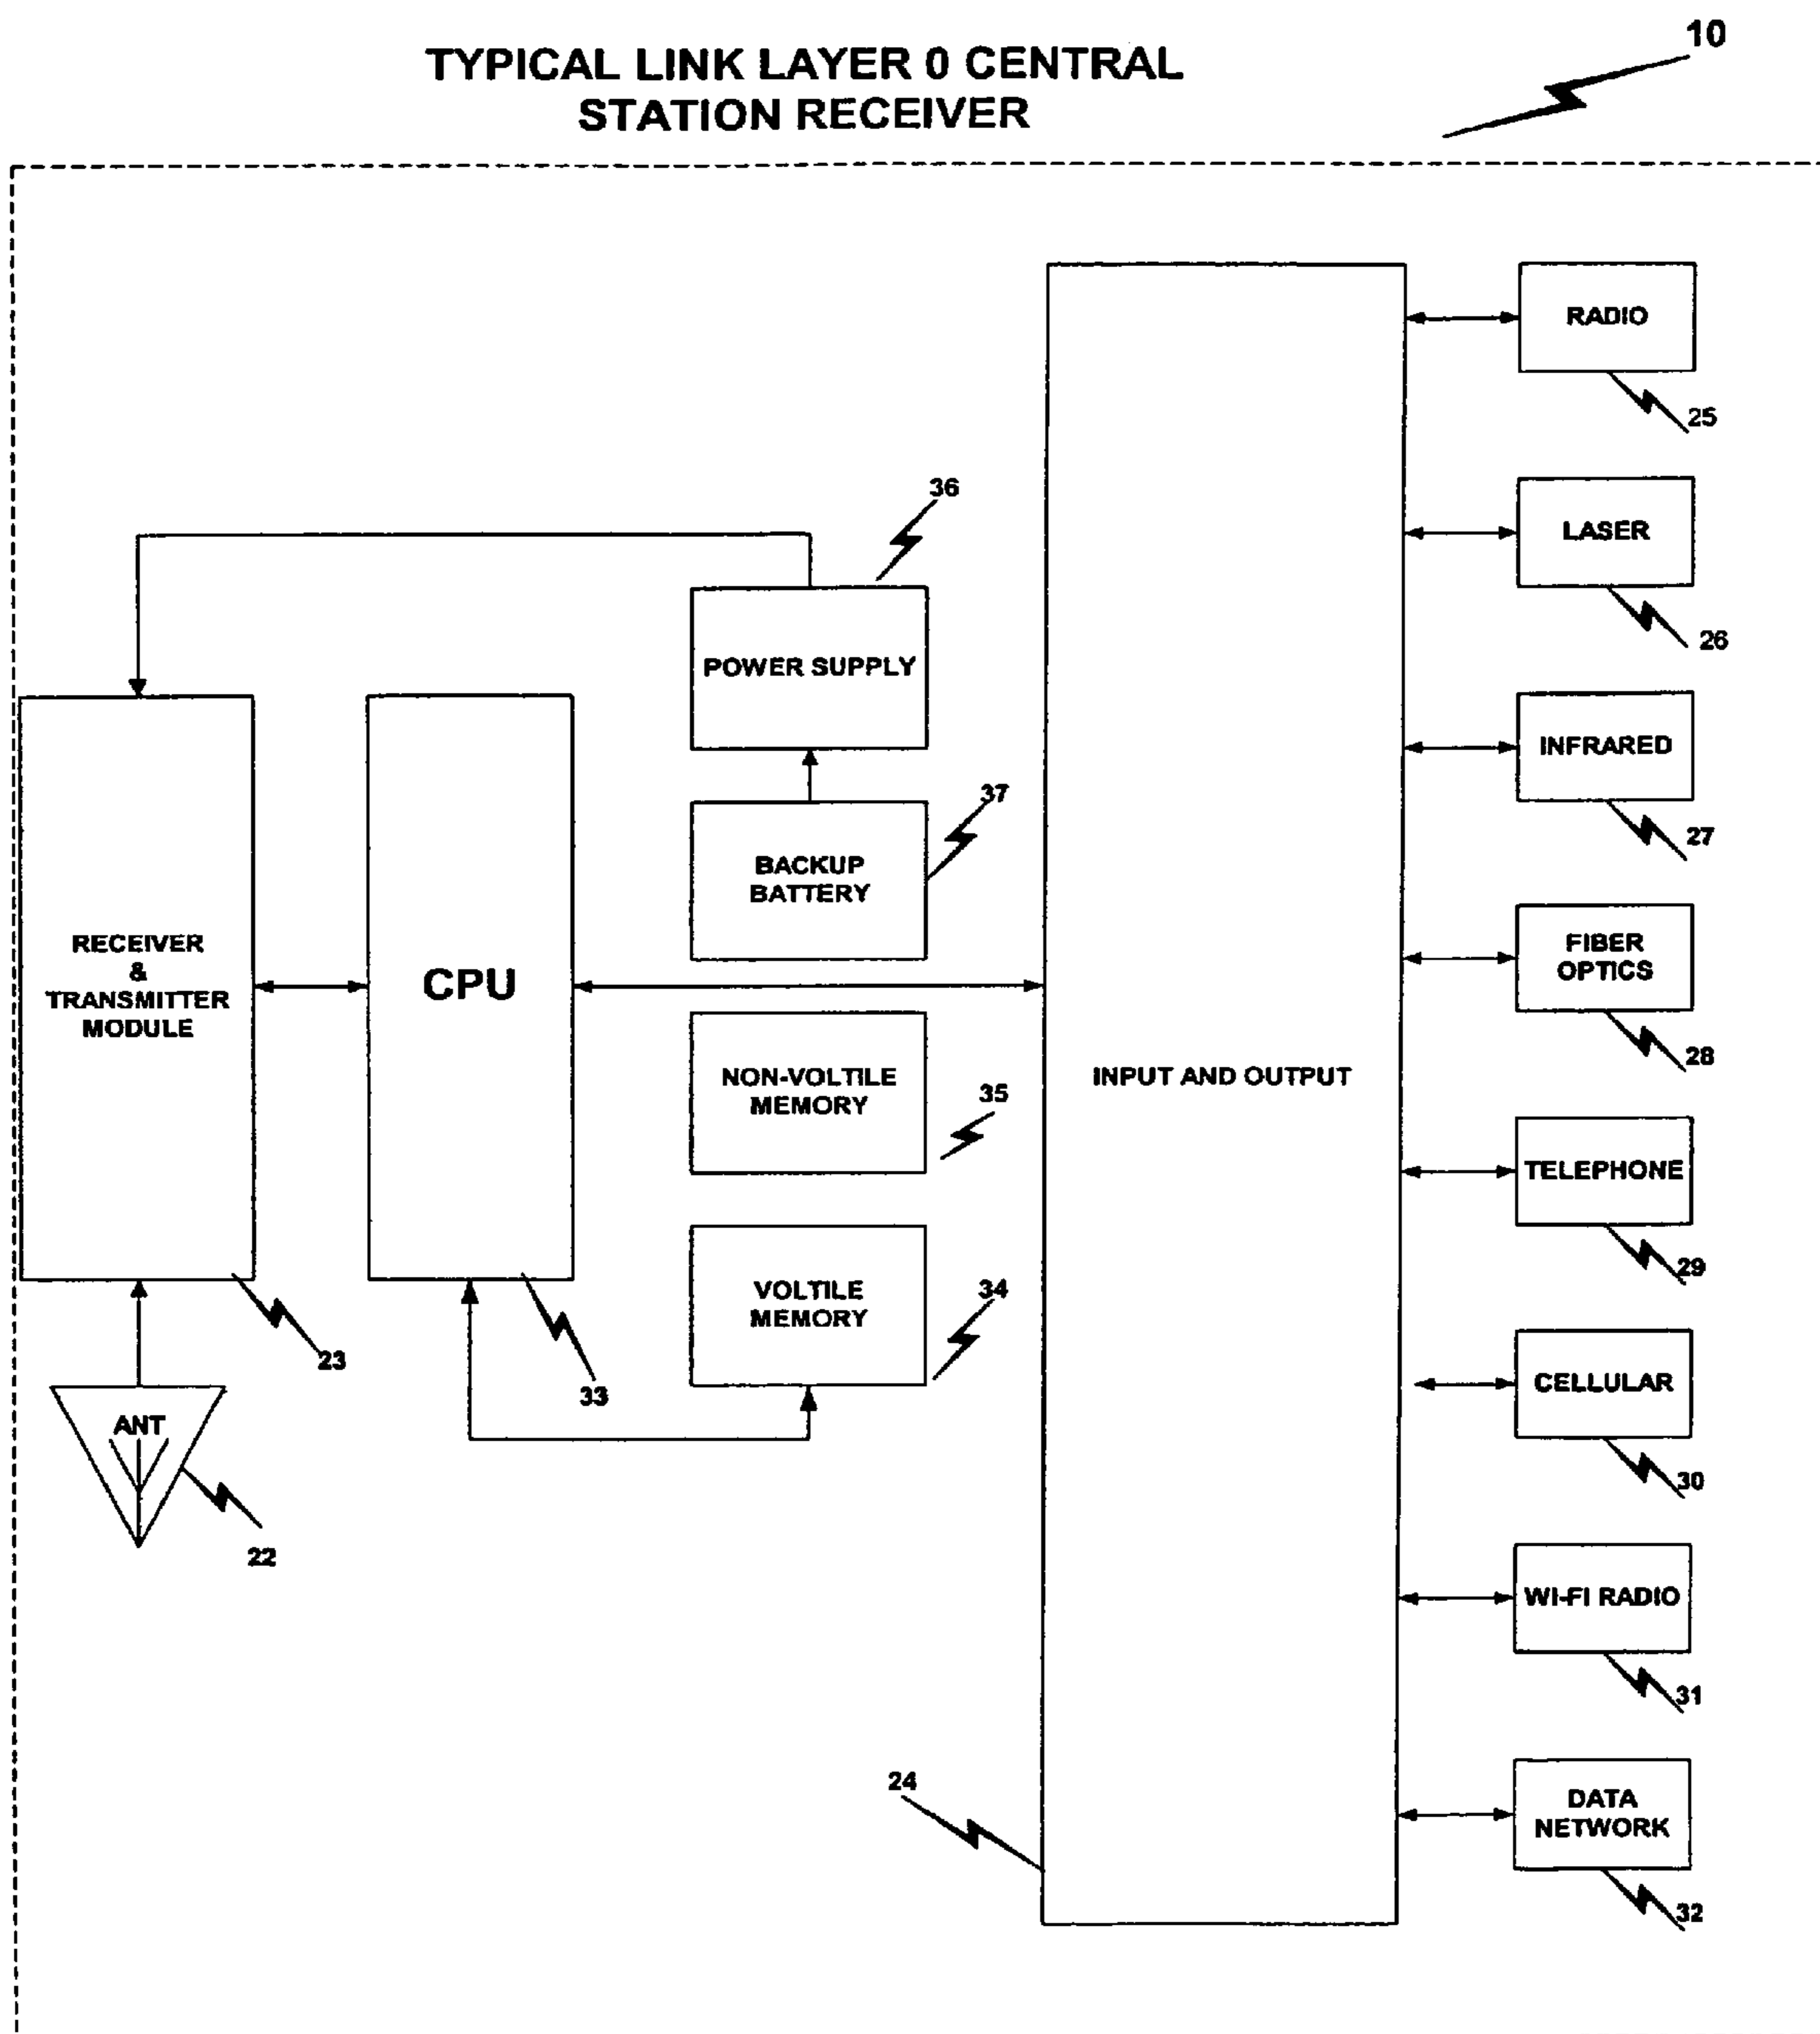 10
TYPICAL LINK LAYER 0 CENTRAL
STATION RECEIVER
RADIO
25
LASER
26
36
POWER SUPPLY
INFRARED
27
37
BACKUP
BATTERY
RECEIVER
&
TRANSMITTER
MODULE
CPU
FIBER
OPTICS
28
NON-VOLTILE
MEMORY
35
INPUT AND OUTPUT
TELEPHONE
29
VOLTILE
MEMORY
34
23
33
CELLULAR
30
ANT
22
WI-FI RADIO
31
24
DATA
NETWORK
32